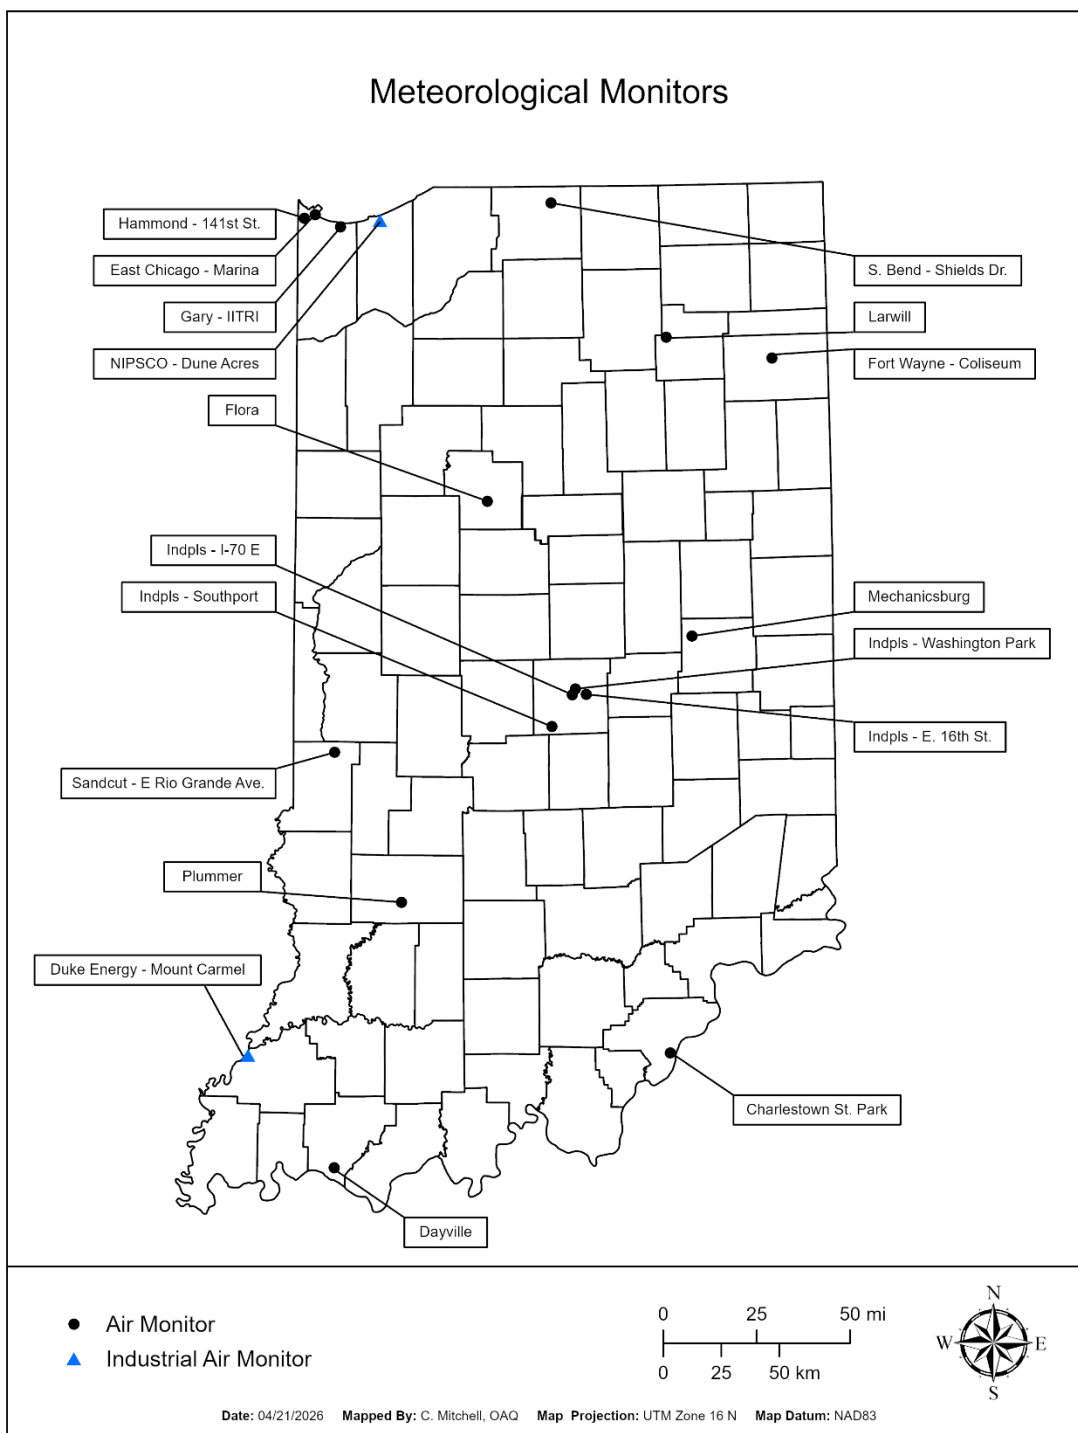 Meteorological Monitors
Hammond - 141st St.
East Chicago - Marina
Gary - IITRI
NIPSCO - Dune Acres
Flora
Indpls - I-70 E
Indpls - Southport
Sandcut - E Rio Grande Ave.
Plummer
Duke Energy - Mount Carmel
S. Bend - Shields Dr.
Larwill
Fort Wayne - Coliseum
Mechanicsburg
Indpls - Washington Park
Indpls - E. 16th St.
Charlestown St. Park
Dayville
Air Monitor
Industrial Air Monitor
0 25 50 mi
0 25 50 km
N
W E
S
Date: 04/21/2026 Mapped By: C. Mitchell, OAQ Map Projection: UTM Zone 16 N Map Datum: NAD83